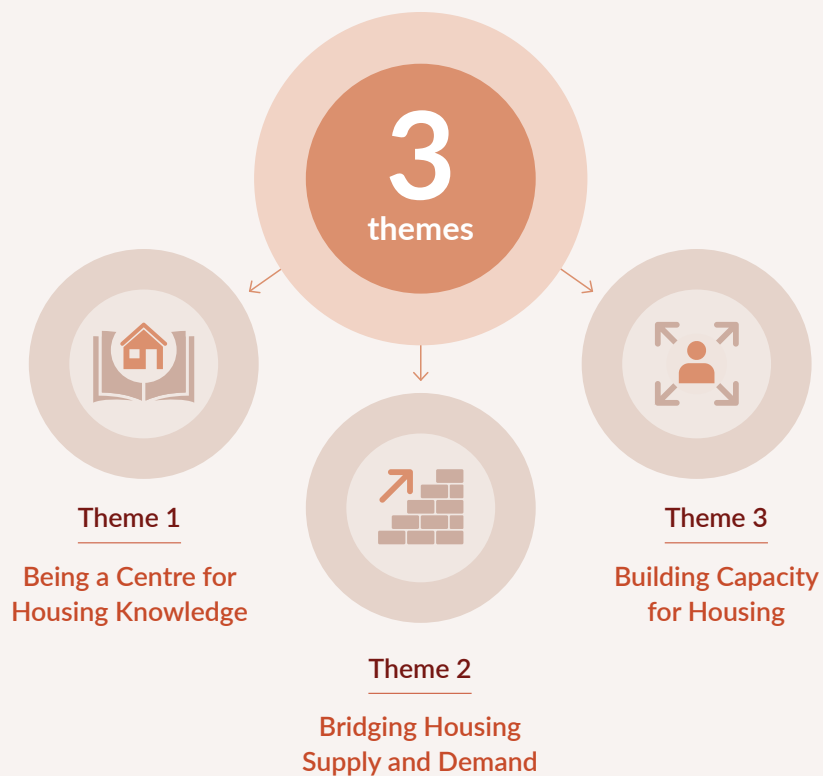 3
themes
Theme 1
Being a Centre for
Housing Knowledge
Theme 2
Bridging Housing
Supply and Demand
Theme 3
Building Capacity
for Housing